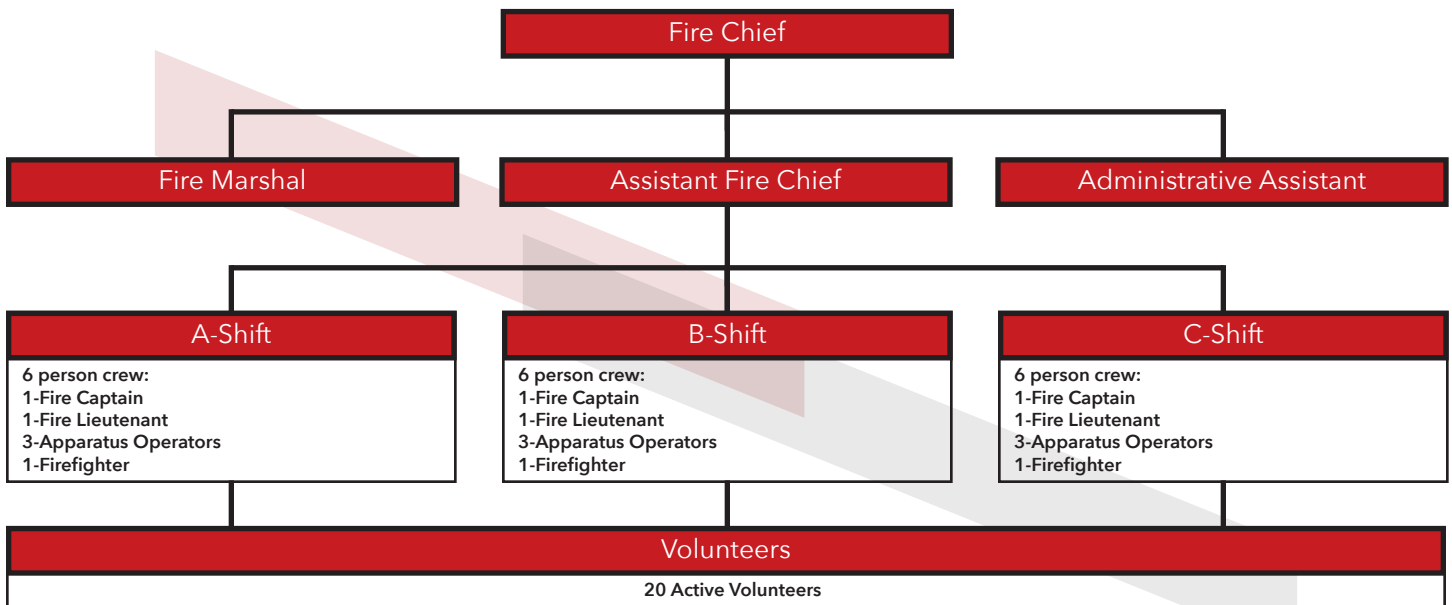 Fire Chief
Fire Marshal
Assistant Fire Chief
Administrative Assistant
A-Shift
6 person crew:
1-Fire Captain
1-Fire Lieutenant
3-Apparatus Operators
1-Firefighter
B-Shift
6 person crew:
1-Fire Captain
1-Fire Lieutenant
3-Apparatus Operators
1-Firefighter
C-Shift
6 person crew:
1-Fire Captain
1-Fire Lieutenant
3-Apparatus Operators
1-Firefighter
Volunteers
20 Active Volunteers